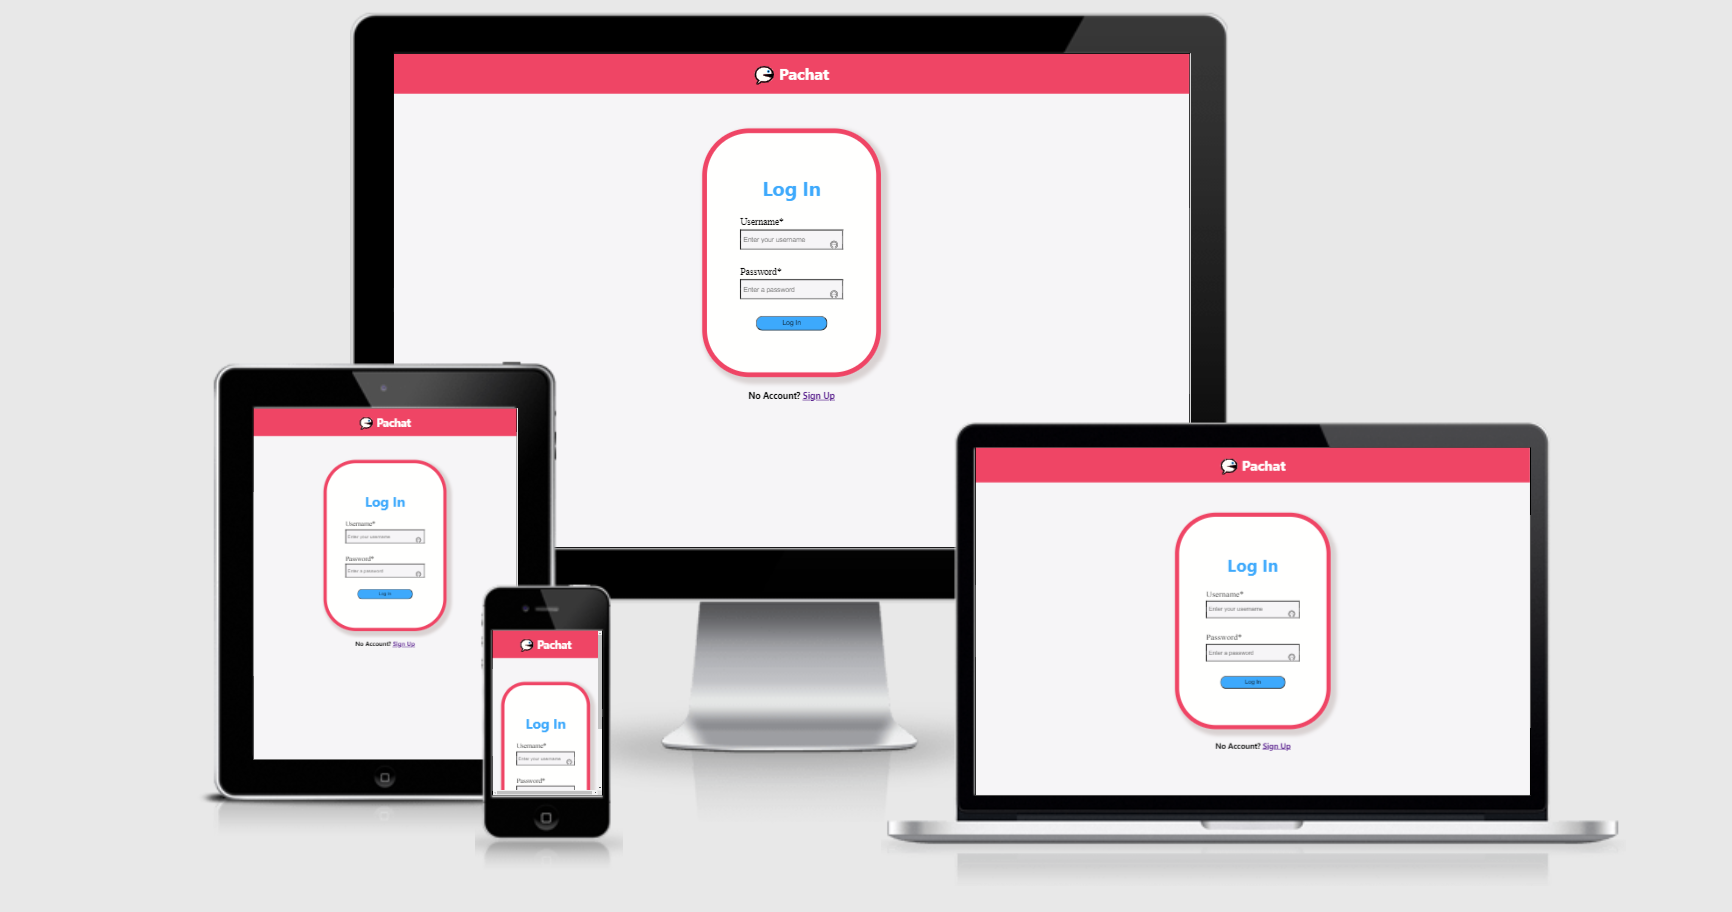 Pachat
Log In
Username*
Enter your username
Password*
Enter a password
Log In
No Account? Sign Up
Pachat
Log In
Username*
Enter your username
Password*
Enter a password
Log In
No Account? Sign Up
Pachat
Log In
Username*
Enter your username
Password*
Pachat
Log In
Username*
Enter your username
Password*
Enter a password
Log In
No Account? Sign Up